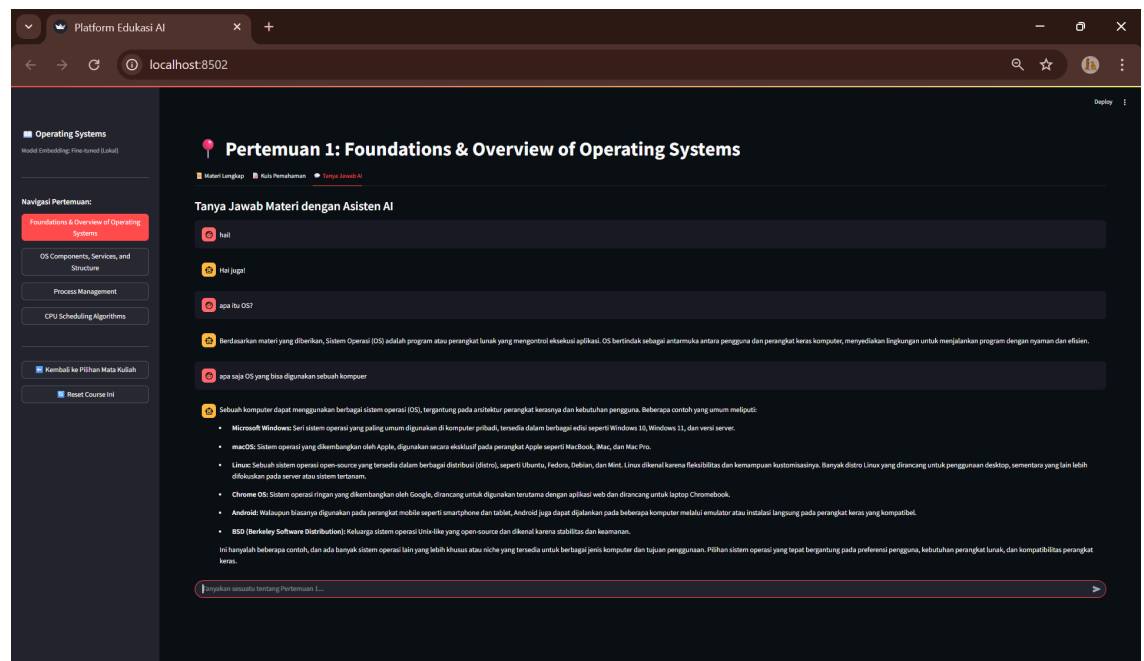 Platform Edukasi AI
localhost:8502
Deploy
Operating Systems
Model Embedding: Fine-tuned (Lokal)
Navigasi Pertemuan:
Foundations & Overview of Operating
Systems
OS Components, Services, and
Structure
Process Management
CPU Scheduling Algorithms
Kembali ke Pilihan Mata Kuliah
Reset Course Ini
Pertemuan 1: Foundations & Overview of Operating Systems
Materi Lengkap Kuis Pemahaman Tanya Jawab AI
Tanya Jawab Materi dengan Asisten AI
hai!
Hai juga!
apa itu OS?
Berdasarkan materi yang diberikan, Sistem Operasi (OS) adalah program atau perangkat lunak yang mengontrol eksekusi aplikasi. OS bertindak sebagai antarmuka antara pengguna dan perangkat keras komputer, menyediakan lingkungan untuk menjalankan program dengan nyaman dan efisien.
apa saja OS yang bisa digunakan sebuah kompuer
Sebuah komputer dapat menggunakan berbagai sistem operasi (OS), tergantung pada arsitektur perangkat kerasnya dan kebutuhan pengguna. Beberapa contoh yang umum meliputi:
• Microsoft Windows: Seri sistem operasi yang paling umum digunakan di komputer pribadi, tersedia dalam berbagai edisi seperti Windows 10, Windows 11, dan versi server.
• macOS: Sistem operasi yang dikembangkan oleh Apple, digunakan secara eksklusif pada perangkat Apple seperti MacBook, iMac, dan Mac Pro.
• Linux: Sebuah sistem operasi open-source yang tersedia dalam berbagai distribusi (distro), seperti Ubuntu, Fedora, Debian, dan Mint. Linux dikenal karena fleksibilitas dan kemampuan kustomisasinya. Banyak distro Linux yang dirancang untuk penggunaan desktop, sementara yang lain lebih
difokuskan pada server atau sistem tertanam.
• Chrome OS: Sistem operasi ringan yang dikembangkan oleh Google, dirancang untuk digunakan terutama dengan aplikasi web dan dirancang untuk laptop Chromebook.
• Android: Walaupun biasanya digunakan pada perangkat mobile seperti smartphone dan tablet, Android juga dapat dijalankan pada beberapa komputer melalui emulator atau instalasi langsung pada perangkat keras yang kompatibel.
• BSD (Berkeley Software Distribution): Keluarga sistem operasi Unix-like yang open-source dan dikenal karena stabilitas dan keamanan.
Ini hanyalah beberapa contoh, dan ada banyak sistem operasi lain yang lebih khusus atau niche yang tersedia untuk berbagai jenis komputer dan tujuan penggunaan. Pilihan sistem operasi yang tepat bergantung pada preferensi pengguna, kebutuhan perangkat lunak, dan kompatibilitas perangkat
keras.
Tanyakan sesuatu tentang Pertemuan 1...